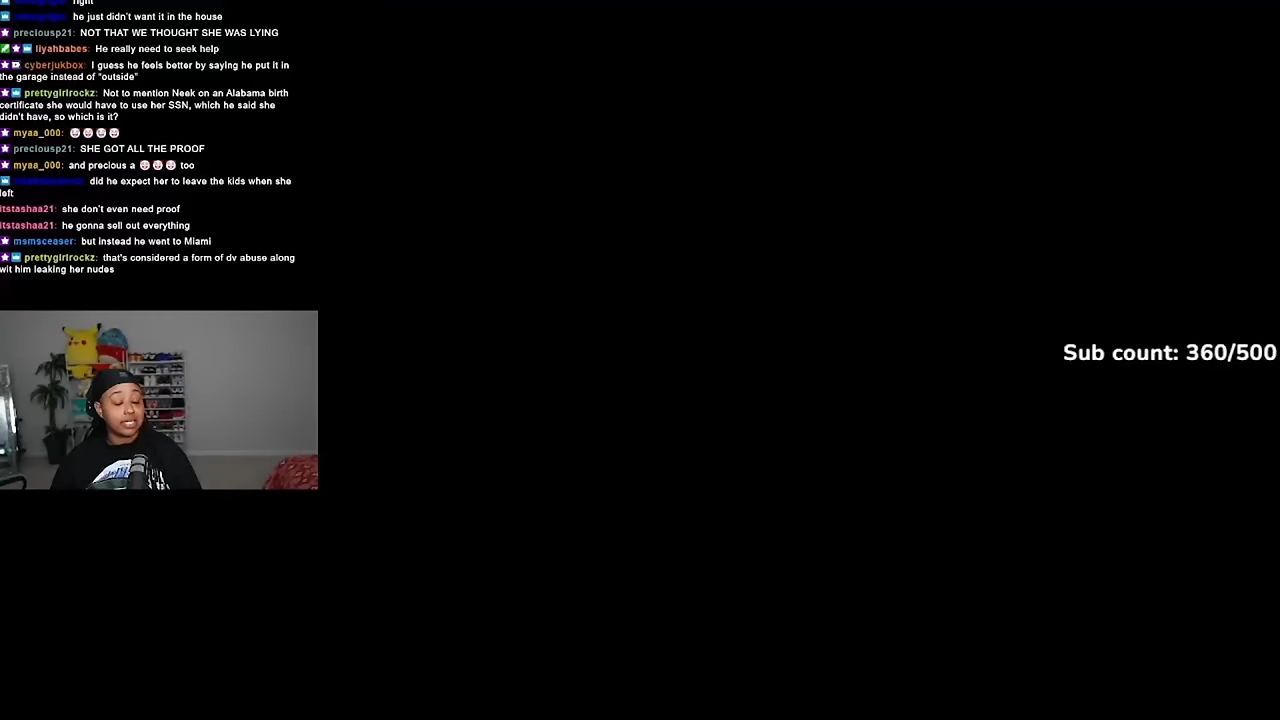 right
he just didn't want it in the house
preciousp21: NOT THAT WE THOUGHT SHE WAS LYING
liyahbabes: He really need to seek help
cyberjukbox: I guess he feels better by saying he put it in
the garage instead of "outside"
prettygirlrockz: Not to mention Neek on an Alabama birth
certificate she would have to use her SSN, which he said she
didn't have, so which is it?
myaa_000:
preciousp21: SHE GOT ALL THE PROOF
myaa_000: and precious a too
did he expect her to leave the kids when she
left
itstashaa21: she don't even need proof
itstashaa21: he gonna sell out everything
msmsceaser: but instead he went to Miami
prettygirlrockz: that's considered a form of dv abuse along
wit him leaking her nudes
Sub count: 360/500